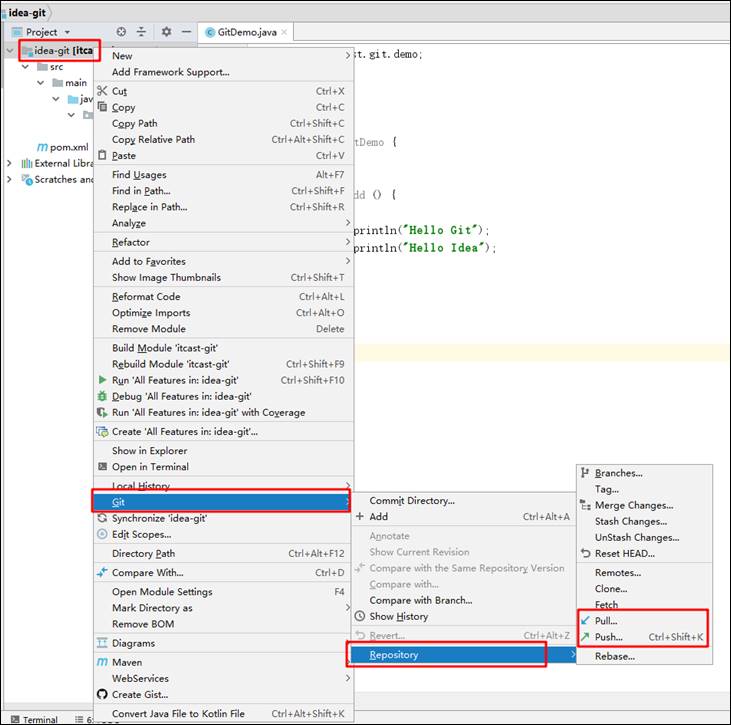 idea-git
Project
GitDemo.java
idea-git [itca
src
main
jav
pom.xml
External Libra
Scratches and
st.git.demo;
tDemo {
dd () {
println("Hello Git");
println("Hello Idea");
New
Add Framework Support...
Cut Ctrl+X
Copy Ctrl+C
Copy Path Ctrl+Shift+C
Copy Relative Path Ctrl+Alt+Shift+C
Paste Ctrl+V
Find Usages Alt+F7
Find in Path... Ctrl+Shift+F
Replace in Path... Ctrl+Shift+R
Analyze
Refactor
Add to Favorites
Show Image Thumbnails Ctrl+Shift+T
Reformat Code Ctrl+Alt+L
Optimize Imports Ctrl+Alt+O
Remove Module Delete
Build Module 'itcast-git'
Rebuild Module 'itcast-git' Ctrl+Shift+F9
Run 'All Features in: idea-git' Ctrl+Shift+F10
Debug 'All Features in: idea-git'
Run 'All Features in: idea-git' with Coverage
Create 'All Features in: idea-git'...
Show in Explorer
Open in Terminal
Local History
Git
Synchronize 'idea-git'
Edit Scopes...
Directory Path Ctrl+Alt+F12
Compare With... Ctrl+D
Open Module Settings F4
Mark Directory as
Remove BOM
Diagrams
Maven
WebServices
Create Gist...
Convert Java File to Kotlin File Ctrl+Alt+Shift+K
Commit Directory...
Add Ctrl+Alt+A
Annotate
Show Current Revision
Compare with the Same Repository Version
Compare with...
Compare with Branch...
Show History
Revert... Ctrl+Alt+Z
Repository
Branches...
Tag...
Merge Changes...
Stash Changes...
UnStash Changes...
Reset HEAD...
Remotes...
Clone...
Fetch
Pull...
Push... Ctrl+Shift+K
Rebase...
Terminal